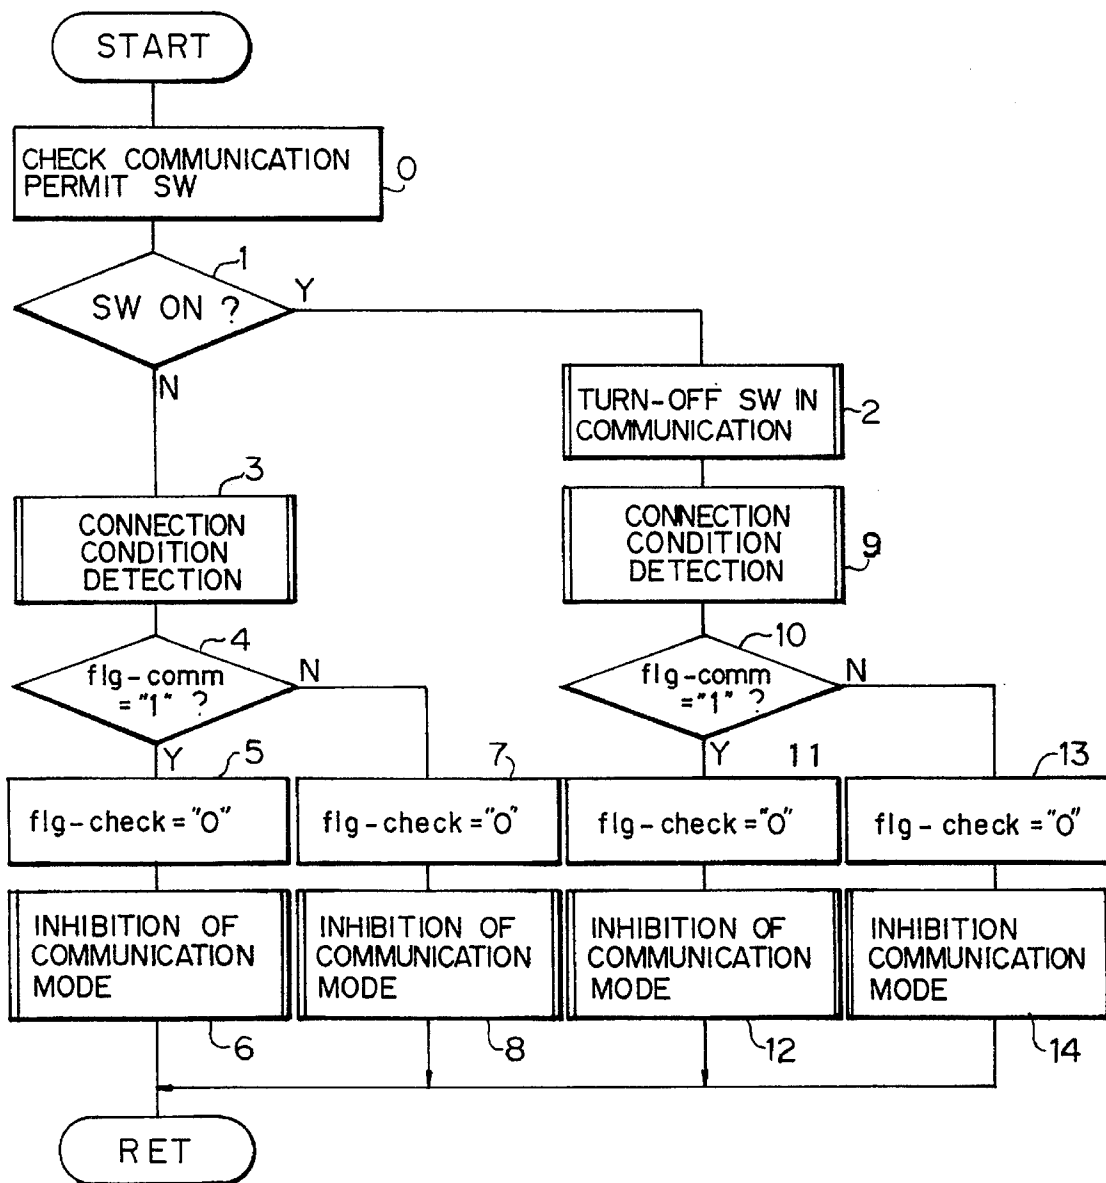 START
CHECK COMMUNICATION
PERMIT SW
0
1
SW ON ?
Y
N
TURN-OFF SW IN
COMMUNICATION
2
3
CONNECTION
CONDITION
DETECTION
CONNECTION
CONDITION
DETECTION
9
4
flg-comm
="1" ?
N
Y
10
flg-comm
="1" ?
N
Y
5
flg-check="0"
7
flg-check="0"
11
flg-check="0"
13
flg-check="0"
INHIBITION OF
COMMUNICATION
MODE
6
INHIBITION OF
COMMUNICATION
MODE
8
INHIBITION OF
COMMUNICATION
MODE
12
INHIBITION
COMMUNICATION
MODE
14
RET